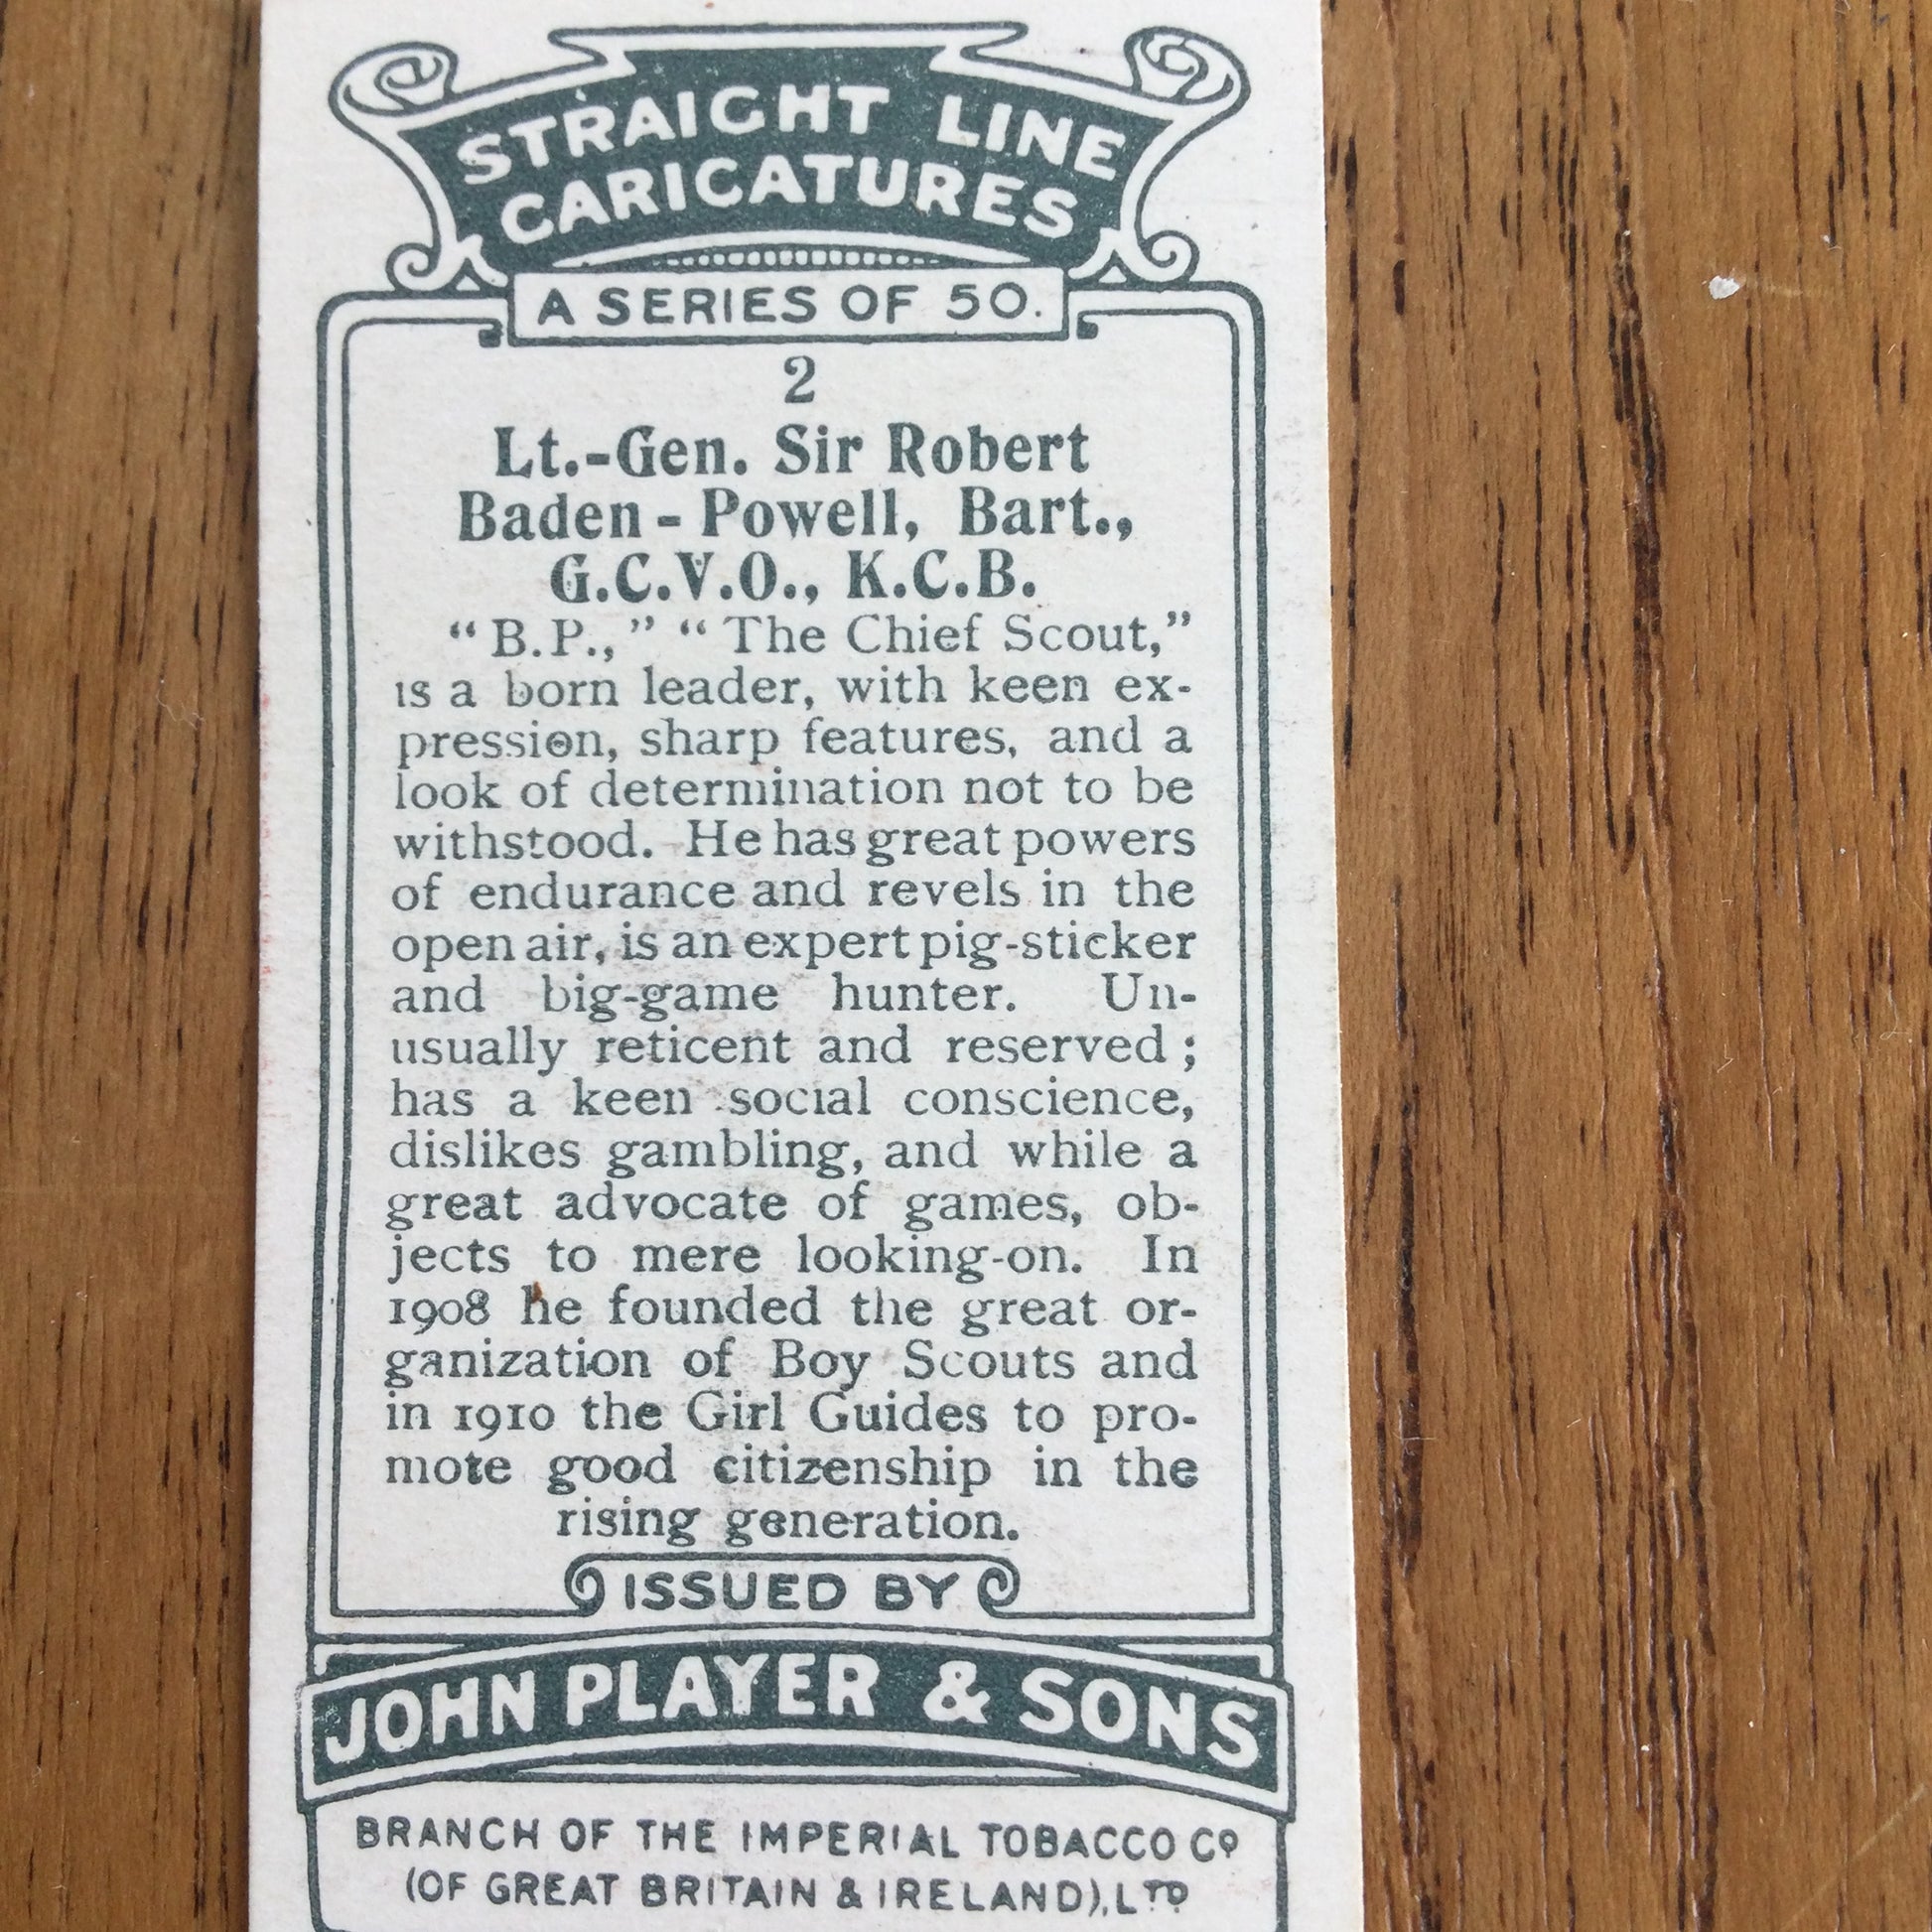 STRAIGHT LINE
CARICATURES
A SERIES OF 50.
2
Lt.-Gen. Sir Robert
Baden-Powell, Bart.,
G.C.V.O., K.C.B.
“B.P.,” “The Chief Scout,”
is a born leader, with keen ex-
pression, sharp features, and a
look of determination not to be
withstood. He has great powers
of endurance and revels in the
open air, is an expert pig-sticker
and big-game hunter. Un-
usually reticent and reserved;
has a keen social conscience,
dislikes gambling, and while a
great advocate of games, ob-
jects to mere looking-on. In
1908 he founded the great or-
ganization of Boy Scouts and
in 1910 the Girl Guides to pro-
mote good citizenship in the
rising generation.
ISSUED BY
JOHN PLAYER & SONS
BRANCH OF THE IMPERIAL TOBACCO Co
(OF GREAT BRITAIN & IRELAND), LTD